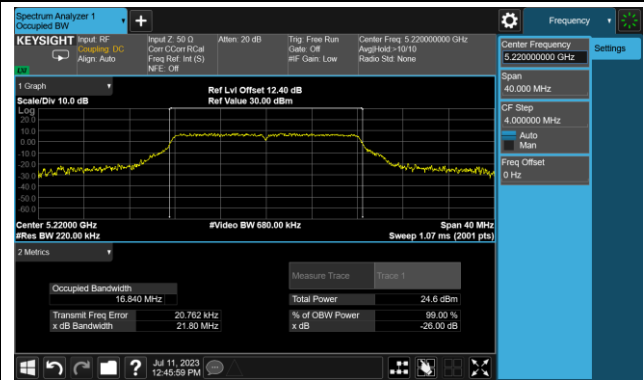 Spectrum Analyzer 1
Occupied BW
Frequency
KEYSIGHT
Input: RF
Coupling: DC
Align: Auto
Input Z: 50 Ω
Corr CCorr RCal
Freq Ref: Int (S)
NFE: Off
Atten: 20 dB
Trig: Free Run
Gate: Off
#IF Gain: Low
Center Freq: 5.220000000 GHz
Avg|Hold:>10/10
Radio Std: None
Center Frequency
5.220000000 GHz
Settings
Span
40.000 MHz
CF Step
4.000000 MHz
Auto
Man
Freq Offset
0 Hz
1 Graph
Scale/Div 10.0 dB
Ref Lvl Offset 12.40 dB
Ref Value 30.00 dBm
Log
20.0
10.0
0.00
-10.0
-20.0
-30.0
-40.0
-50.0
-60.0
Center 5.22000 GHz
#Res BW 220.00 kHz
#Video BW 680.00 kHz
Span 40 MHz
Sweep 1.07 ms (2001 pts)
2 Metrics
Measure Trace
Trace 1
Occupied Bandwidth
16.840 MHz
Total Power
24.6 dBm
Transmit Freq Error
20.762 kHz
% of OBW Power
99.00 %
x dB Bandwidth
21.80 MHz
x dB
-26.00 dB
?
Jul 11, 2023
12:45:59 PM